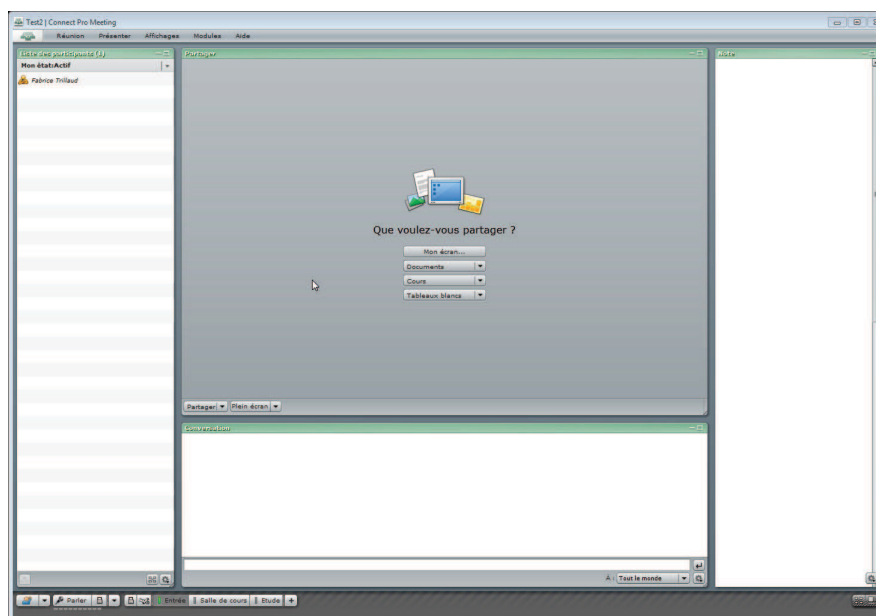 Test2 | Connect Pro Meeting
Réunion Présenter Affichages Modules Aide
Liste des participants (1)
Mon état:Actif
Fabrice Trillaud
Partager
Que voulez-vous partager ?
Mon écran...
Documents
Cours
Tableaux blancs
Partager Plein écran
Conversation
À : Tout le monde
Note
Parler Entrée Salle de cours Etude +